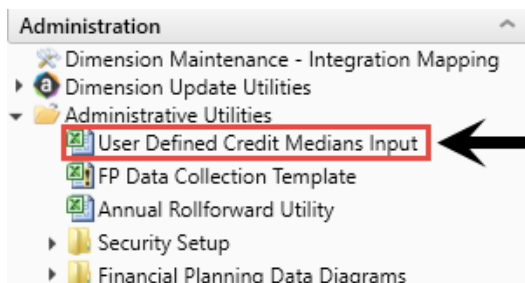 Administration
Dimension Maintenance - Integration Mapping
Dimension Update Utilities
Administrative Utilities
User Defined Credit Medians Input
FP Data Collection Template
Annual Rollforward Utility
Security Setup
Financial Planning Data Diagrams